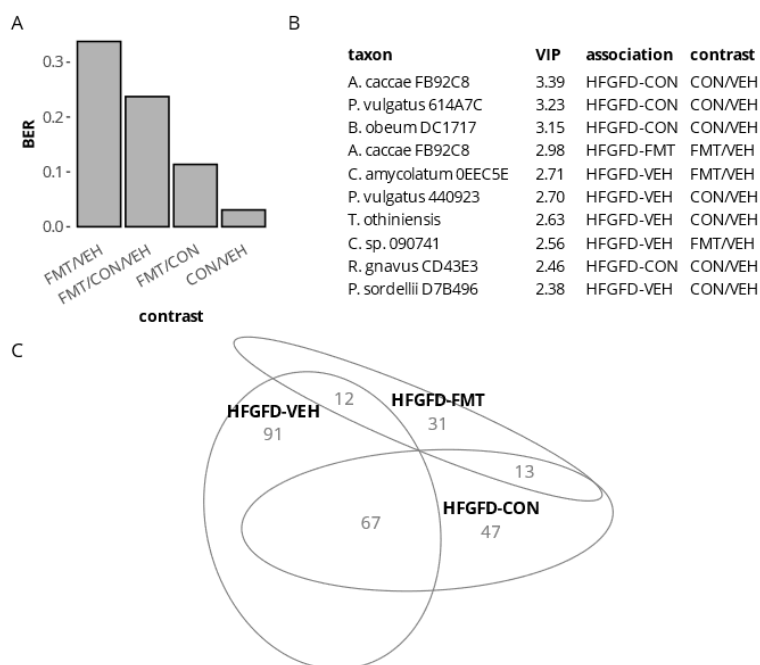 A
BER
0.3
0.2
0.1
0.0
FMT/VEH
FMT/CON/VEH
FMT/CON
CON/VEH
contrast
B
taxon VIP association contrast
A. caccae FB92C8 3.39 HFGFD-CON CON/VEH
P. vulgatus 614A7C 3.23 HFGFD-CON CON/VEH
B. obeum DC1717 3.15 HFGFD-CON CON/VEH
A. caccae FB92C8 2.98 HFGFD-FMT FMT/VEH
C. amycolatum 0EEC5E 2.71 HFGFD-VEH FMT/VEH
P. vulgatus 440923 2.70 HFGFD-VEH CON/VEH
T. othiniensis 2.63 HFGFD-VEH CON/VEH
C. sp. 090741 2.56 HFGFD-VEH FMT/VEH
R. gnavus CD43E3 2.46 HFGFD-CON CON/VEH
P. sordellii D7B496 2.38 HFGFD-VEH CON/VEH
C
12
HFGFD-FMT
31
HFGFD-VEH
91
13
HFGFD-CON
47
67